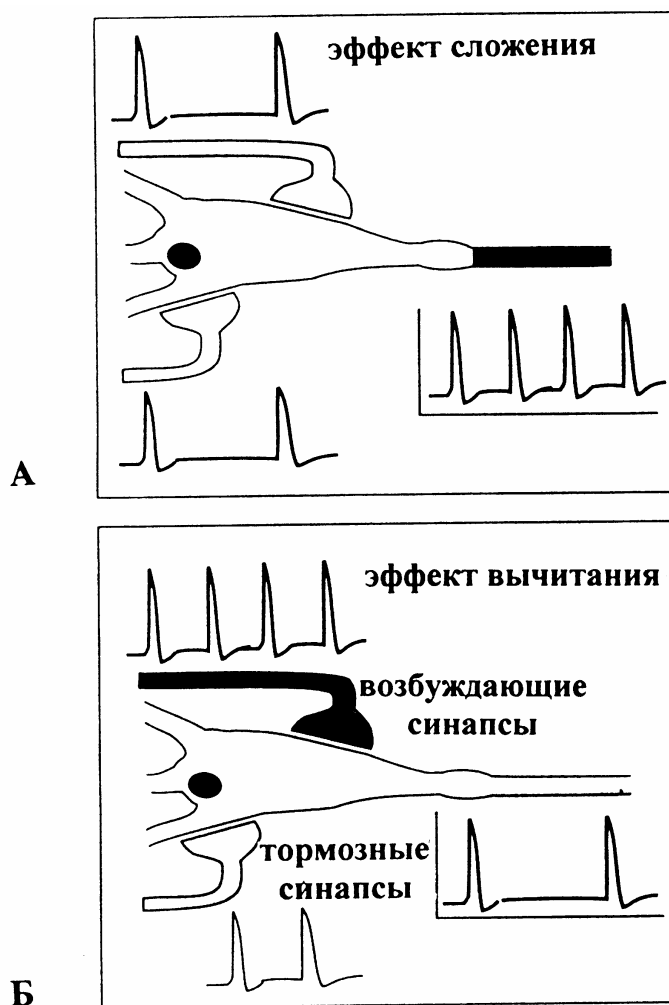 эффект сложения
А
эффект вычитания
возбуждающие
синапсы
тормозные
синапсы
Б